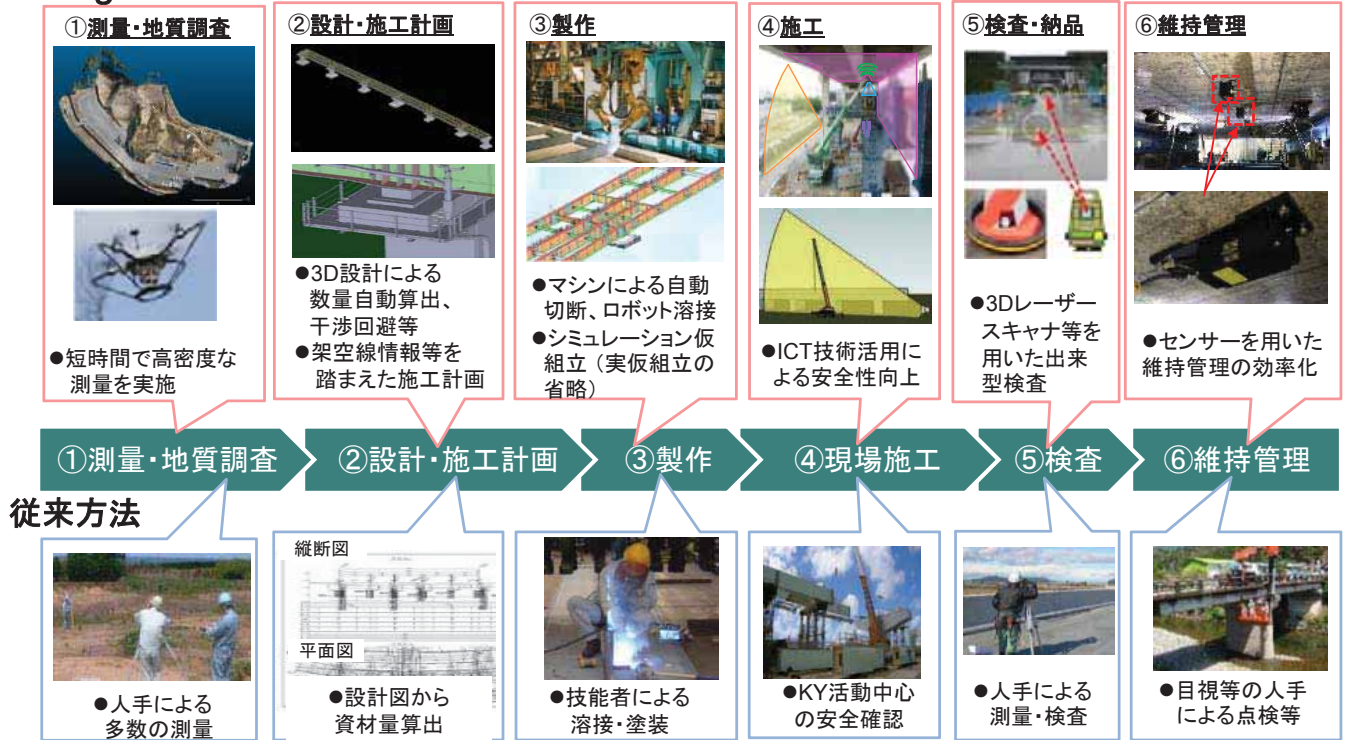 ①測量・地質調査
②設計・施工計画
③製作
④施工
⑤検査・納品
⑥維持管理
●短時間で高密度な
測量を実施
●3D設計による
数量自動算出、
干渉回避等
●架空線情報等を
踏まえた施工計画
●マシンによる自動
切断、ロボット溶接
●シミュレーション仮
組立（実仮組立の
省略）
●ICT技術活用に
よる安全性向上
●3Dレーザー
スキャナ等を
用いた出来
型検査
●センサーを用いた
維持管理の効率化
①測量・地質調査
②設計・施工計画
③製作
④現場施工
⑤検査
⑥維持管理
従来方法
●人手による
多数の測量
縦断図
平面図
●設計図から
資材量算出
●技能者による
溶接・塗装
●KY活動中心
の安全確認
●人手による
測量・検査
●目視等の人手
による点検等